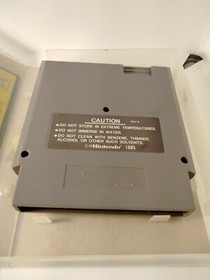 CAUTION
• DO NOT STORE IN EXTREME TEMPERATURES.
• DO NOT IMMERSE IN WATER.
• DO NOT CLEAN WITH BENZENE, THINNER,
ALCOHOL OR OTHER SUCH SOLVENTS.
© Nintendo 1985